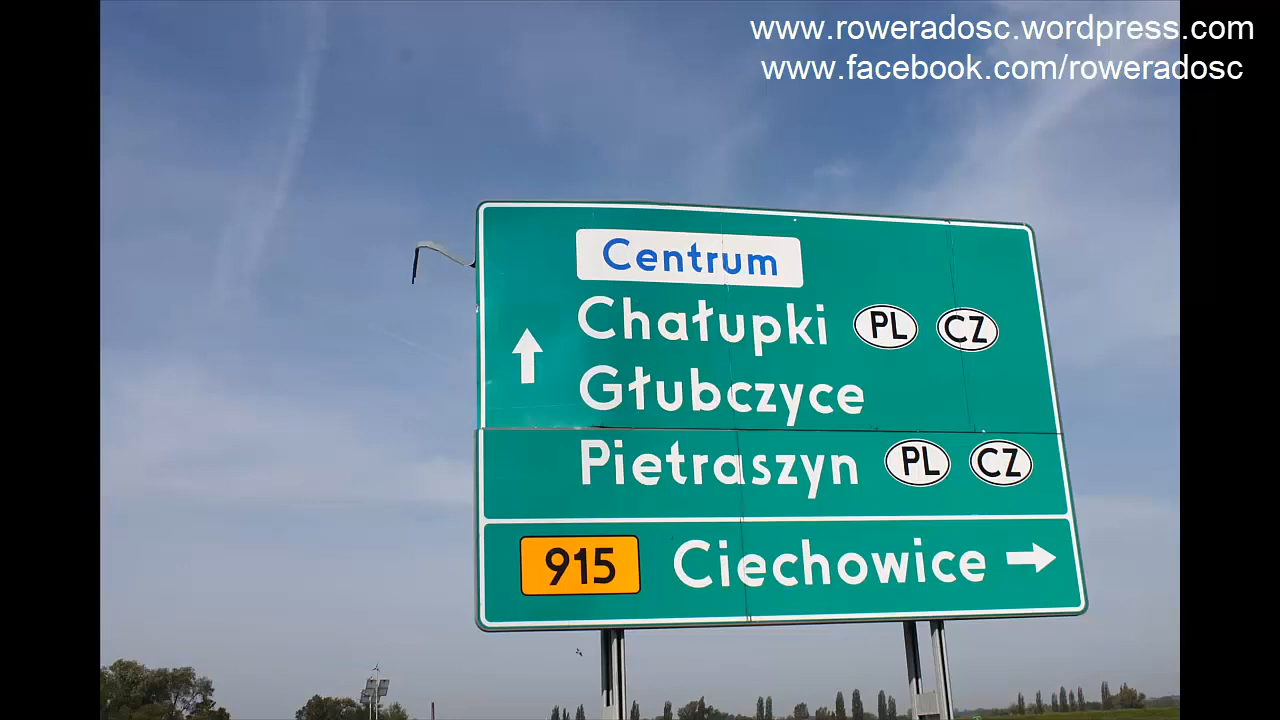 www.roweradosc.wordpress.com
www.facebook.com/roweradosc
Centrum
Chałupki PL CZ
Głubczyce
Pietraszyn PL CZ
915 Ciechowice